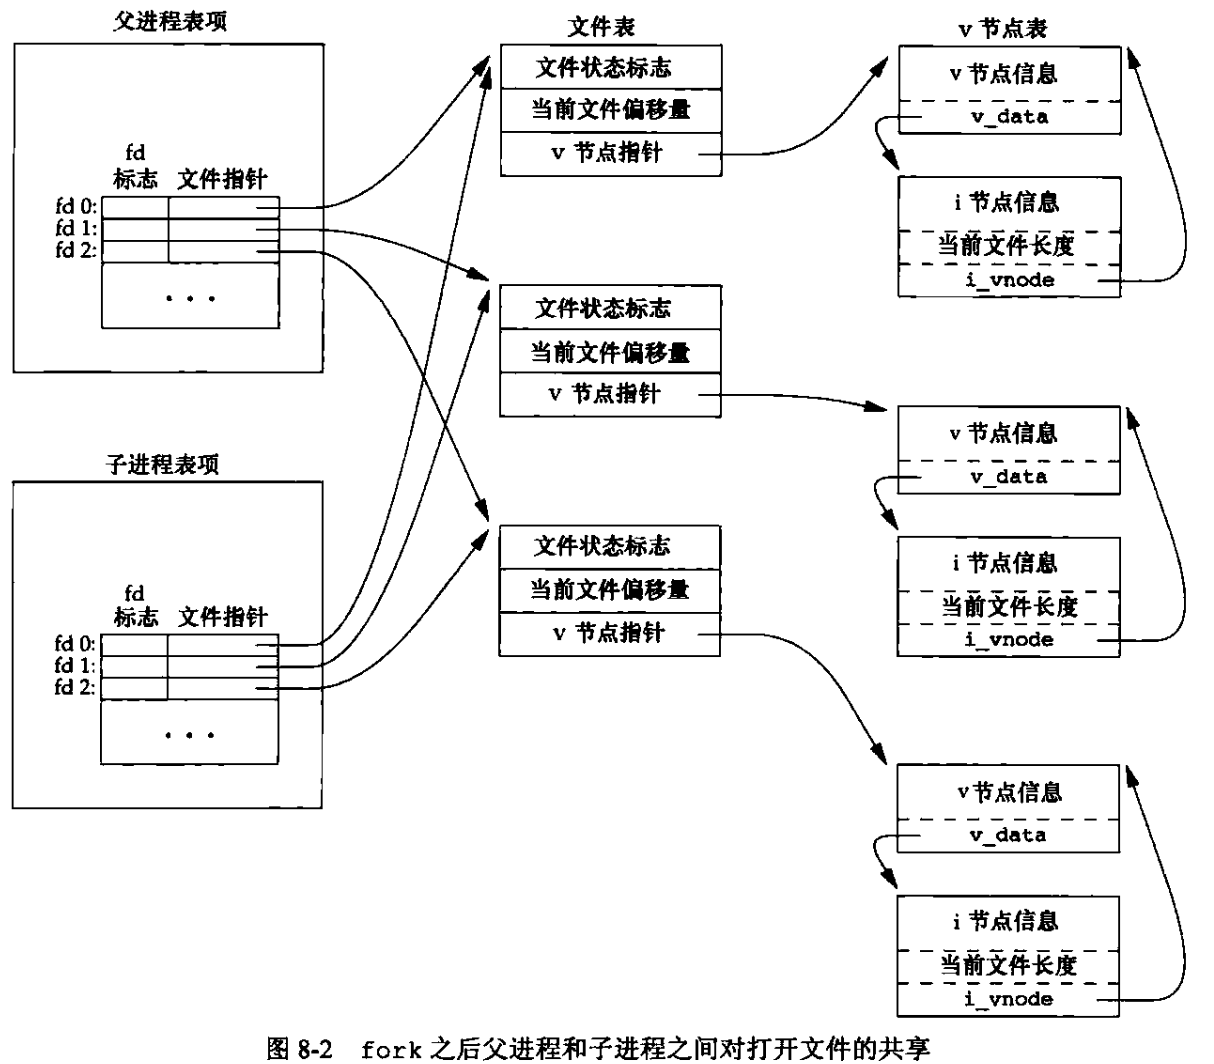 父进程表项
fd
标志 文件指针
fd 0:
fd 1:
fd 2:
• • •
子进程表项
fd
标志 文件指针
fd 0:
fd 1:
fd 2:
• • •
文件表
文件状态标志
当前文件偏移量
v 节点指针
文件状态标志
当前文件偏移量
v 节点指针
文件状态标志
当前文件偏移量
v 节点指针
v 节点表
v 节点信息
v_data
i 节点信息
当前文件长度
i_vnode
v 节点信息
v_data
i 节点信息
当前文件长度
i_vnode
v 节点信息
v_data
i 节点信息
当前文件长度
i_vnode
图 8-2 fork 之后父进程和子进程之间对打开文件的共享